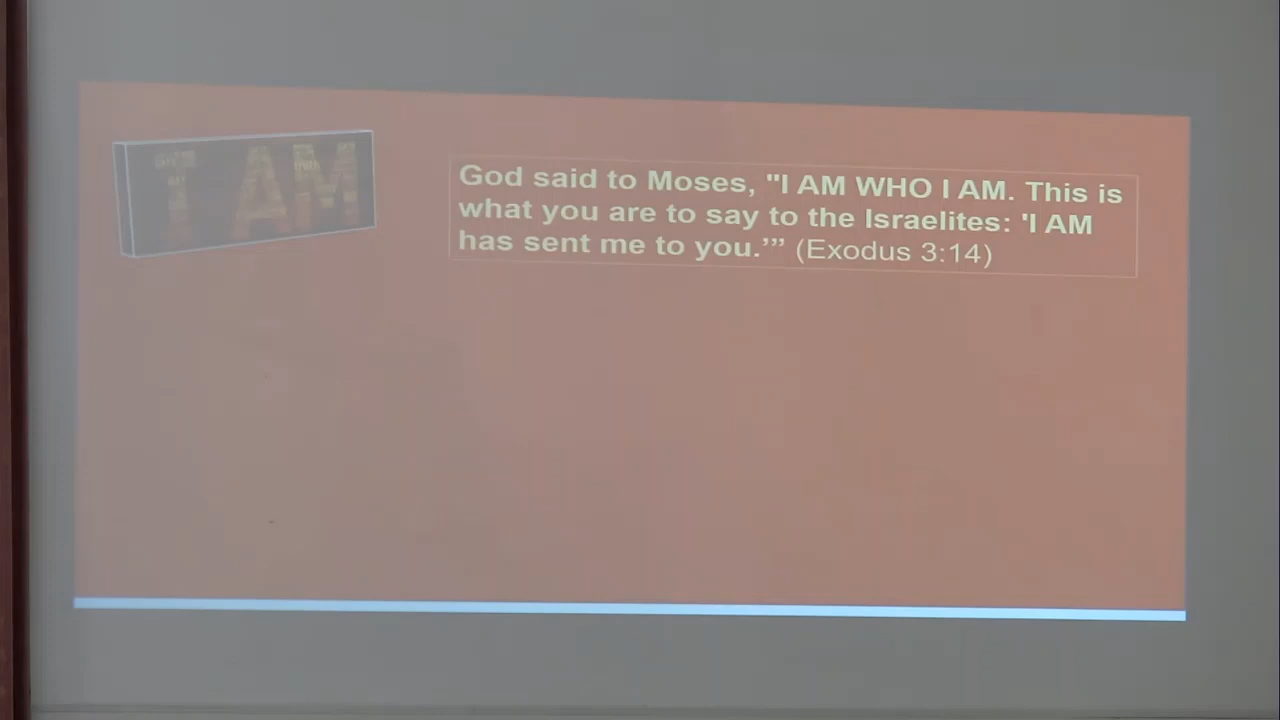 I AM
God said to Moses, "I AM WHO I AM. This is
what you are to say to the Israelites: 'I AM
has sent me to you.’” (Exodus 3:14)